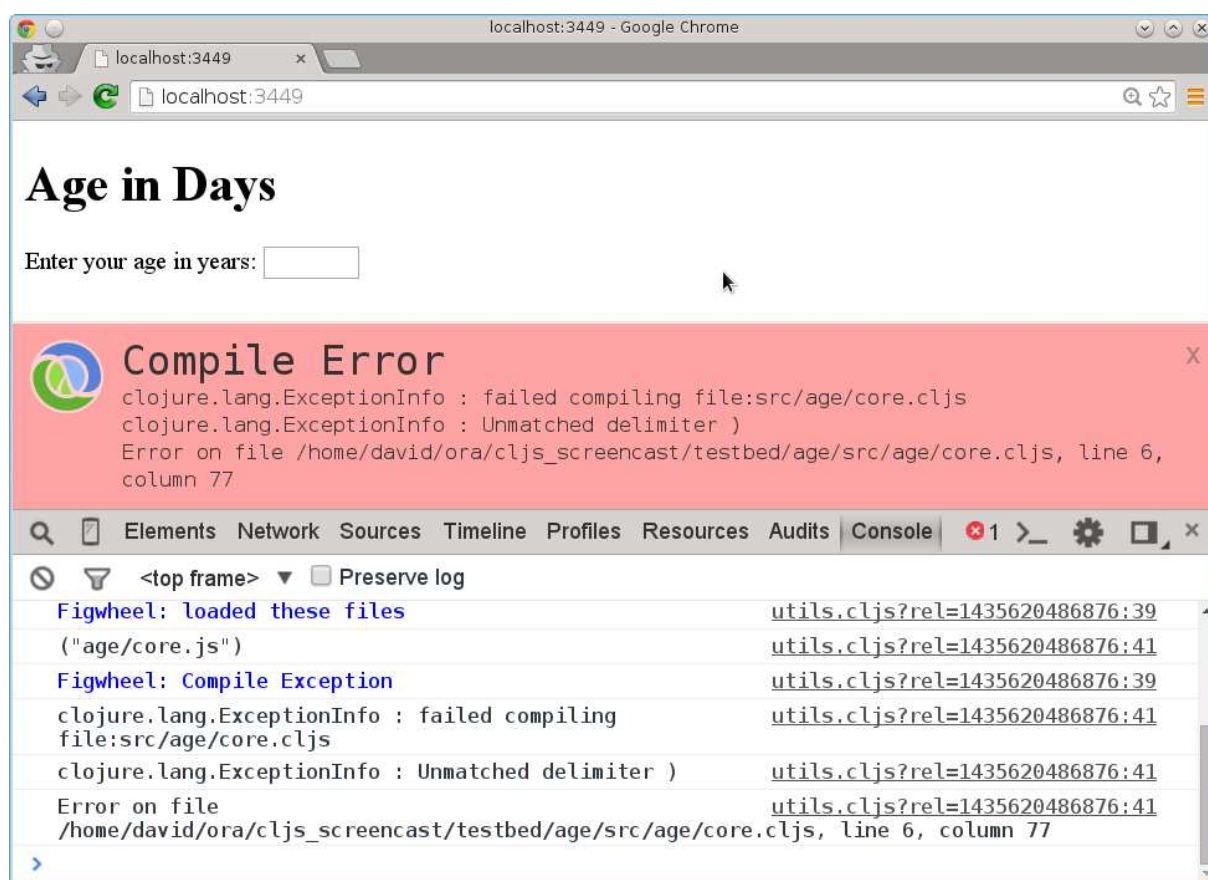 localhost:3449 - Google Chrome
localhost:3449
localhost:3449
Age in Days
Enter your age in years:
Compile Error
X
clojure.lang.ExceptionInfo : failed compiling file:src/age/core.cljs
clojure.lang.ExceptionInfo : Unmatched delimiter )
Error on file /home/david/ora/cljs_screencast/testbed/age/src/age/core.cljs, line 6,
column 77
Elements Network Sources Timeline Profiles Resources Audits Console 1
<top frame> ▼ Preserve log
Figwheel: loaded these files utils.cljs?rel=1435620486876:39
("age/core.js") utils.cljs?rel=1435620486876:41
Figwheel: Compile Exception utils.cljs?rel=1435620486876:39
clojure.lang.ExceptionInfo : failed compiling utils.cljs?rel=1435620486876:41
file:src/age/core.cljs
clojure.lang.ExceptionInfo : Unmatched delimiter ) utils.cljs?rel=1435620486876:41
Error on file utils.cljs?rel=1435620486876:41
/home/david/ora/cljs_screencast/testbed/age/src/age/core.cljs, line 6, column 77